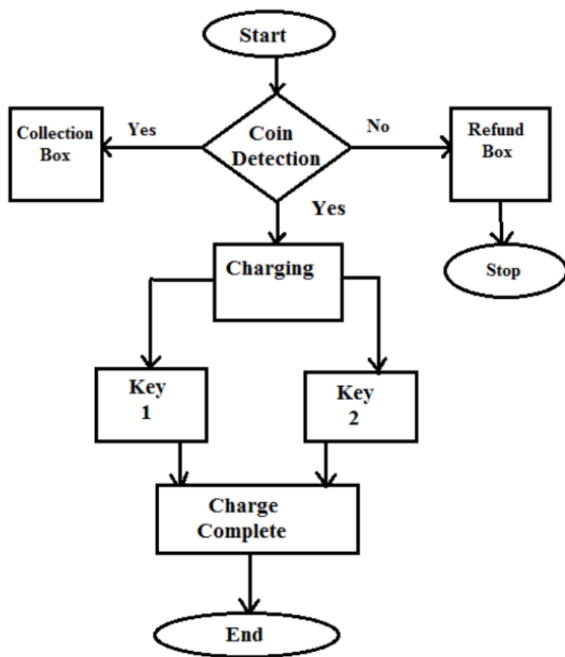 Start
Collection
Box
Yes
Coin
Detection
No
Refund
Box
Yes
Stop
Charging
Key
1
Key
2
Charge
Complete
End